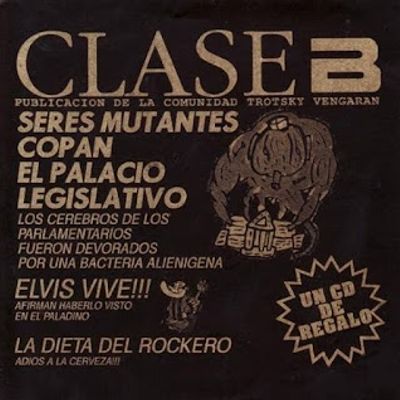 CLASE B
PUBLICACION DE LA COMUNIDAD TROTSKY VENGARAN
SERES MUTANTES
COPAN
EL PALACIO
LEGISLATIVO
LOS CEREBROS DE LOS
PARLAMENTARIOS
FUERON DEVORADOS
POR UNA BACTERIA ALIENIGENA
ELVIS VIVE!!!
AFIRMAN HABERLO VISTO
EN EL PALADINO
UN CD
DE
REGALO
LA DIETA DEL ROCKERO
ADIOS A LA CERVEZA!!!